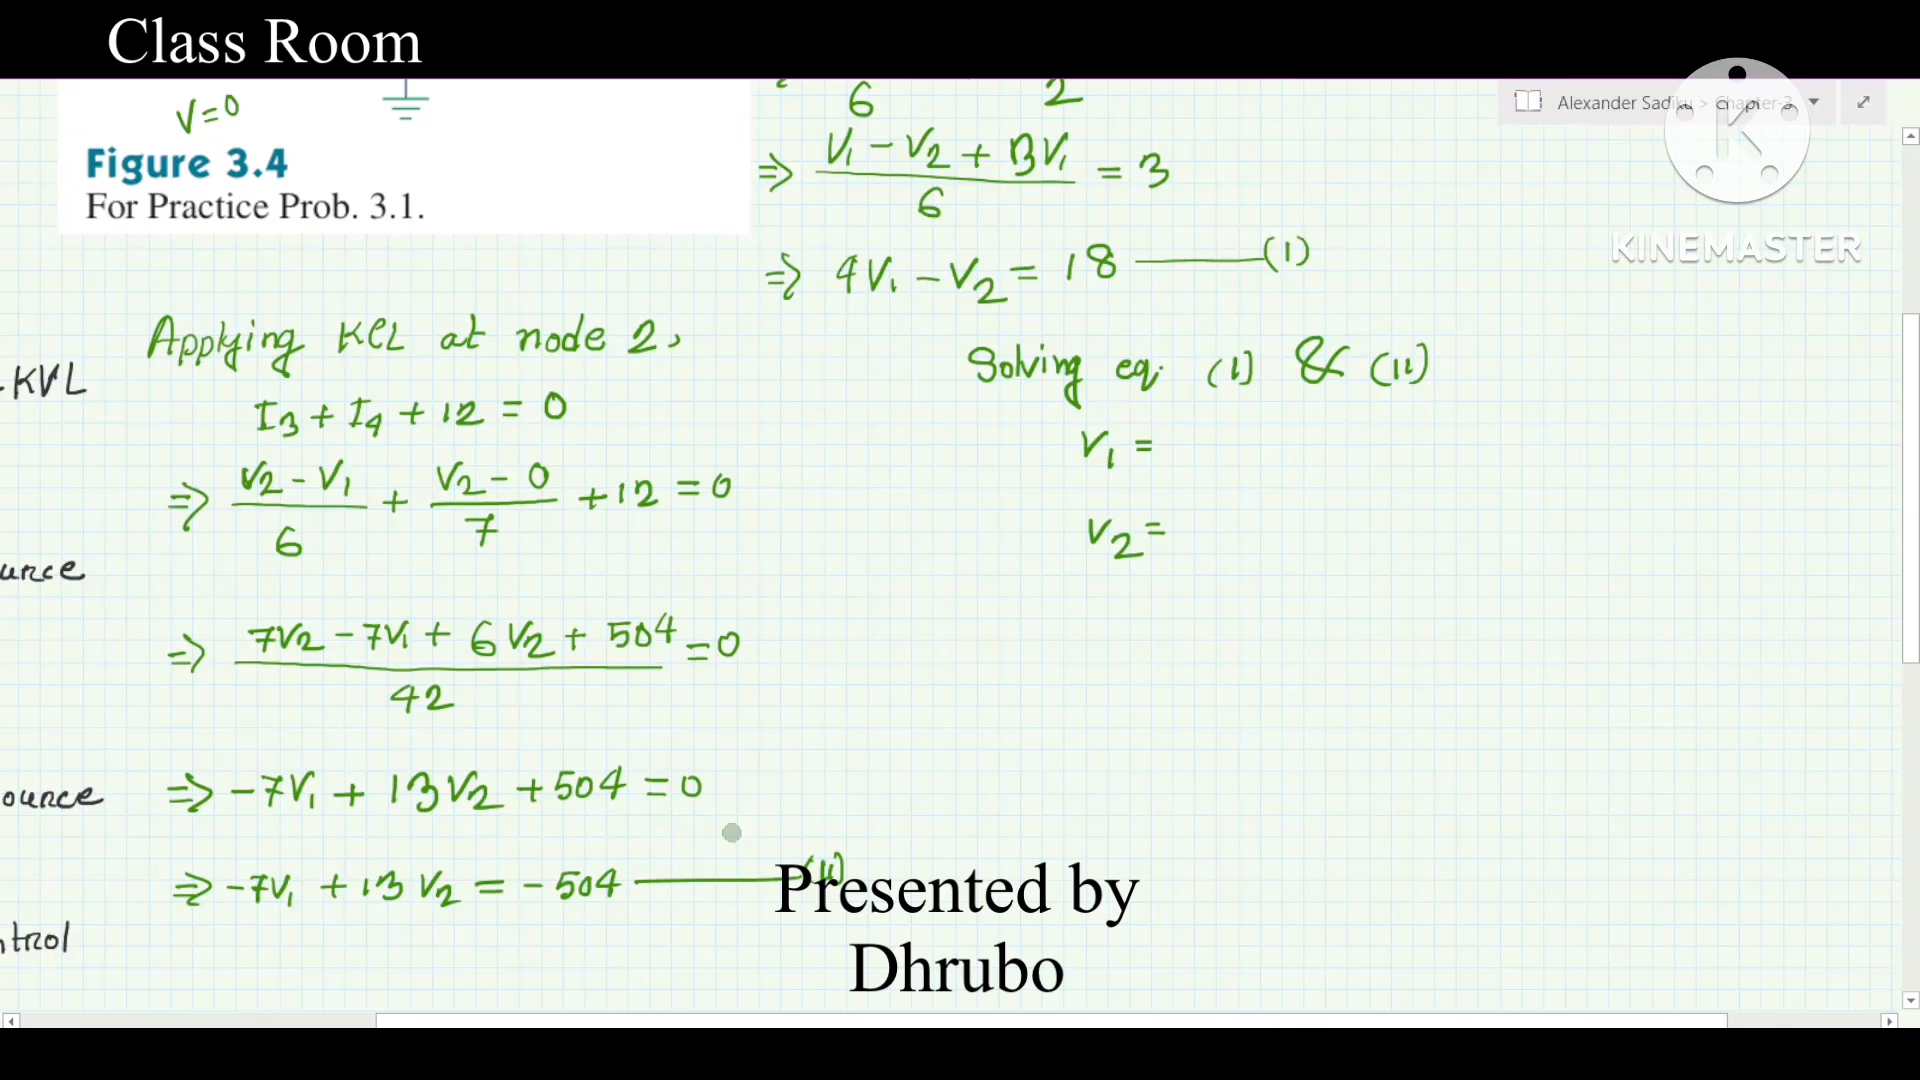 Class Room
V=0
Figure 3.4
For Practice Prob. 3.1.
KVL
Applying KCL at node 2,
I3 + I4 + 12 = 0
=> (V2 - V1)/6 + (V2 - 0)/7 + 12 = 0
=> (7V2 - 7V1 + 6V2 + 504)/42 = 0
=> -7V1 + 13V2 + 504 = 0
=> -7V1 + 13V2 = -504 ——— (II)
6 2
=> (V1 - V2 + 3V1)/6 = 3
=> 4V1 - V2 = 18 ——— (I)
Solving eq. (I) & (II)
V1 =
V2 =
Alexander Sadiku > Chapter-3
K
KINEMASTER
Presented by
Dhrubo